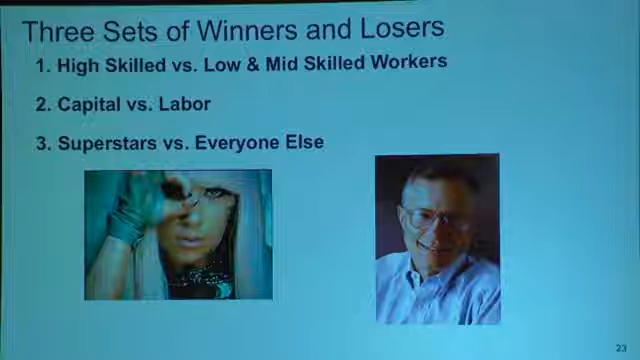 Three Sets of Winners and Losers
1. High Skilled vs. Low & Mid Skilled Workers
2. Capital vs. Labor
3. Superstars vs. Everyone Else
23